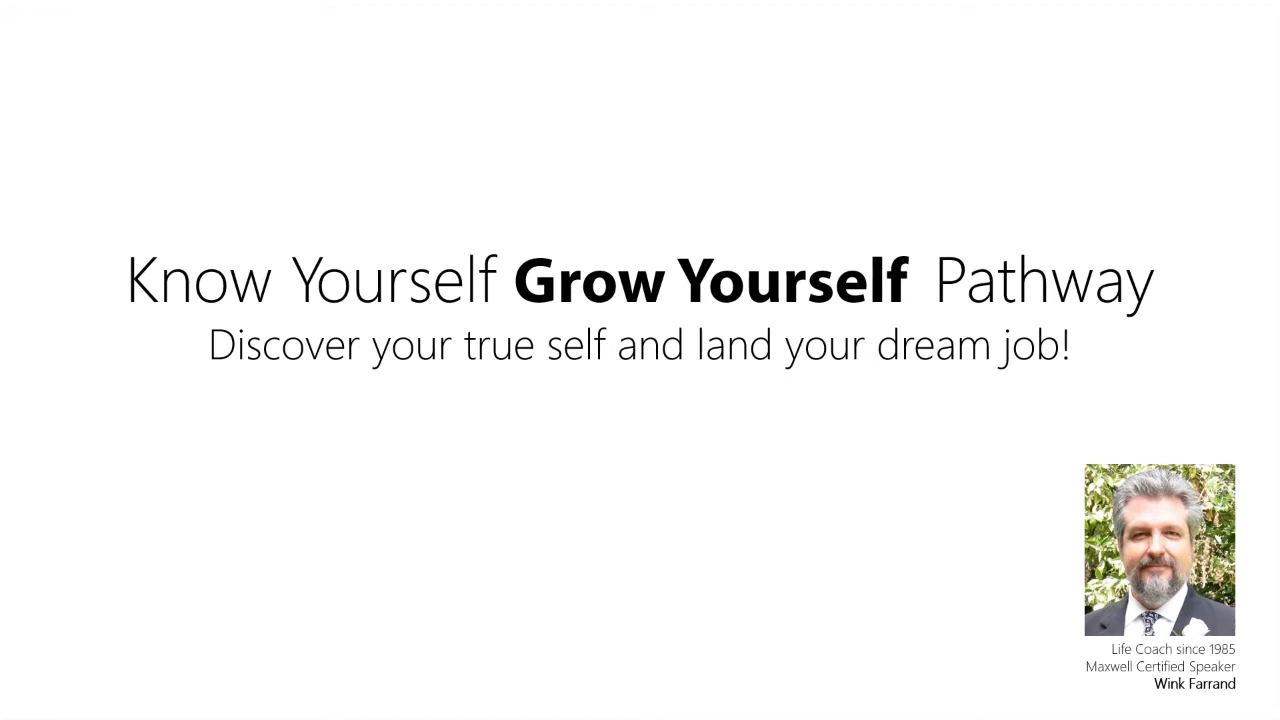 Know Yourself Grow Yourself Pathway
Discover your true self and land your dream job!
Life Coach since 1985
Maxwell Certified Speaker
Wink Farrand